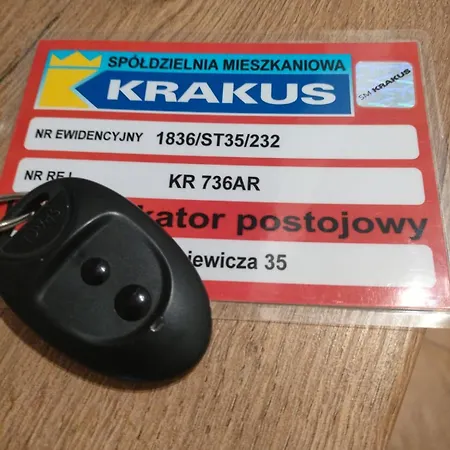 SPÓŁDZIELNIA MIESZKANIOWA
KRAKUS
SM KRAKUS
NR EWIDENCYJNY 1836/ST35/232
NR REJ KR 736AR
kator postojowy
iewicza 35